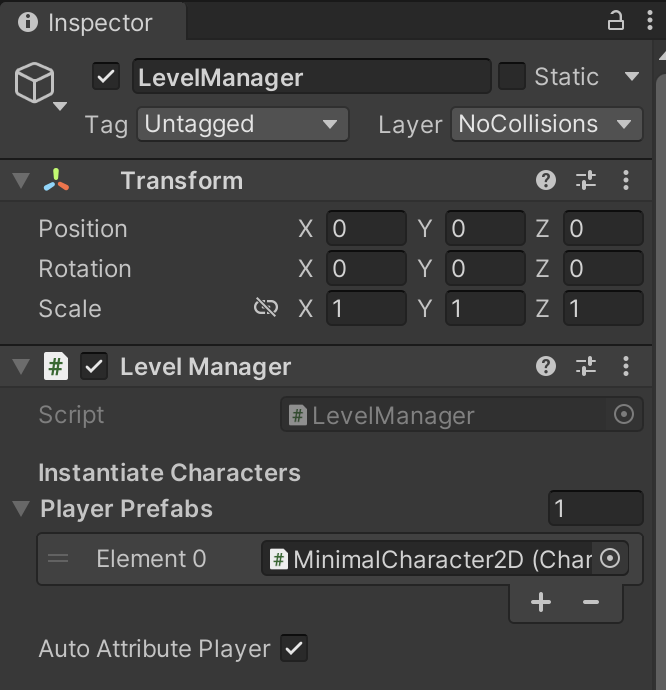 Inspector
LevelManager Static
Tag Untagged Layer NoCollisions
Transform
Position X 0 Y 0 Z 0
Rotation X 0 Y 0 Z 0
Scale X 1 Y 1 Z 1
# Level Manager
Script # LevelManager
Instantiate Characters
Player Prefabs 1
Element 0 # MinimalCharacter2D (Char
+ −
Auto Attribute Player